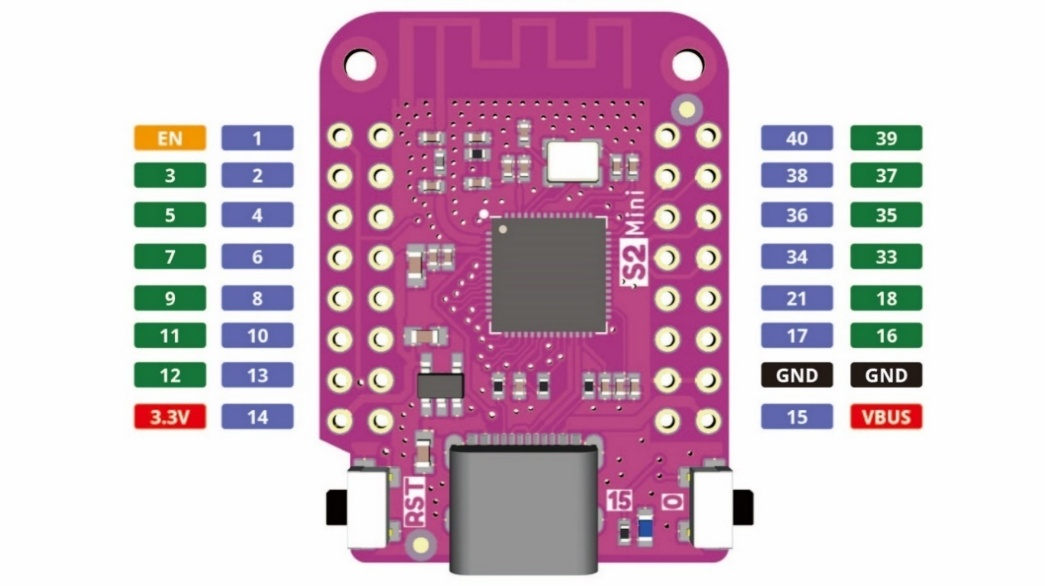 EN 1 40 39
3 2 38 37
5 4 36 35
7 6 34 33
9 8 21 18
11 10 17 16
12 13 GND GND
3.3V 14 15 VBUS
S2 Mini
RST 15 0